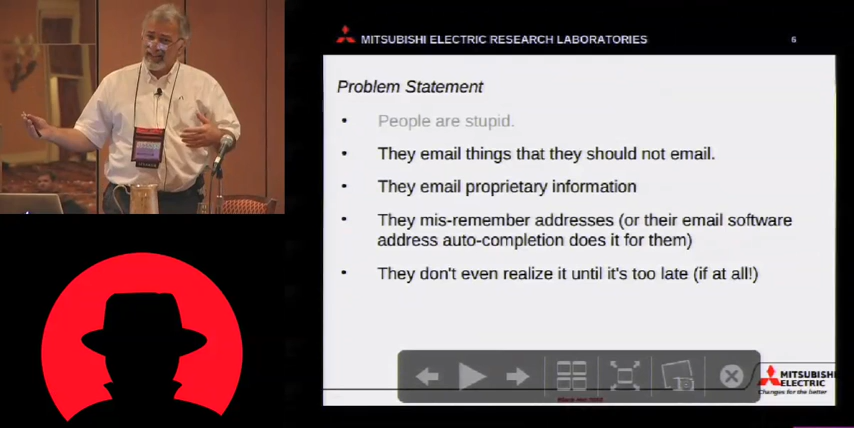 MITSUBISHI ELECTRIC RESEARCH LABORATORIES
6
Problem Statement
• People are stupid.
• They email things that they should not email.
• They email proprietary information
• They mis-remember addresses (or their email software
address auto-completion does it for them)
• They don't even realize it until it's too late (if at all!)
MITSUBISHI
ELECTRIC
Changes for the better